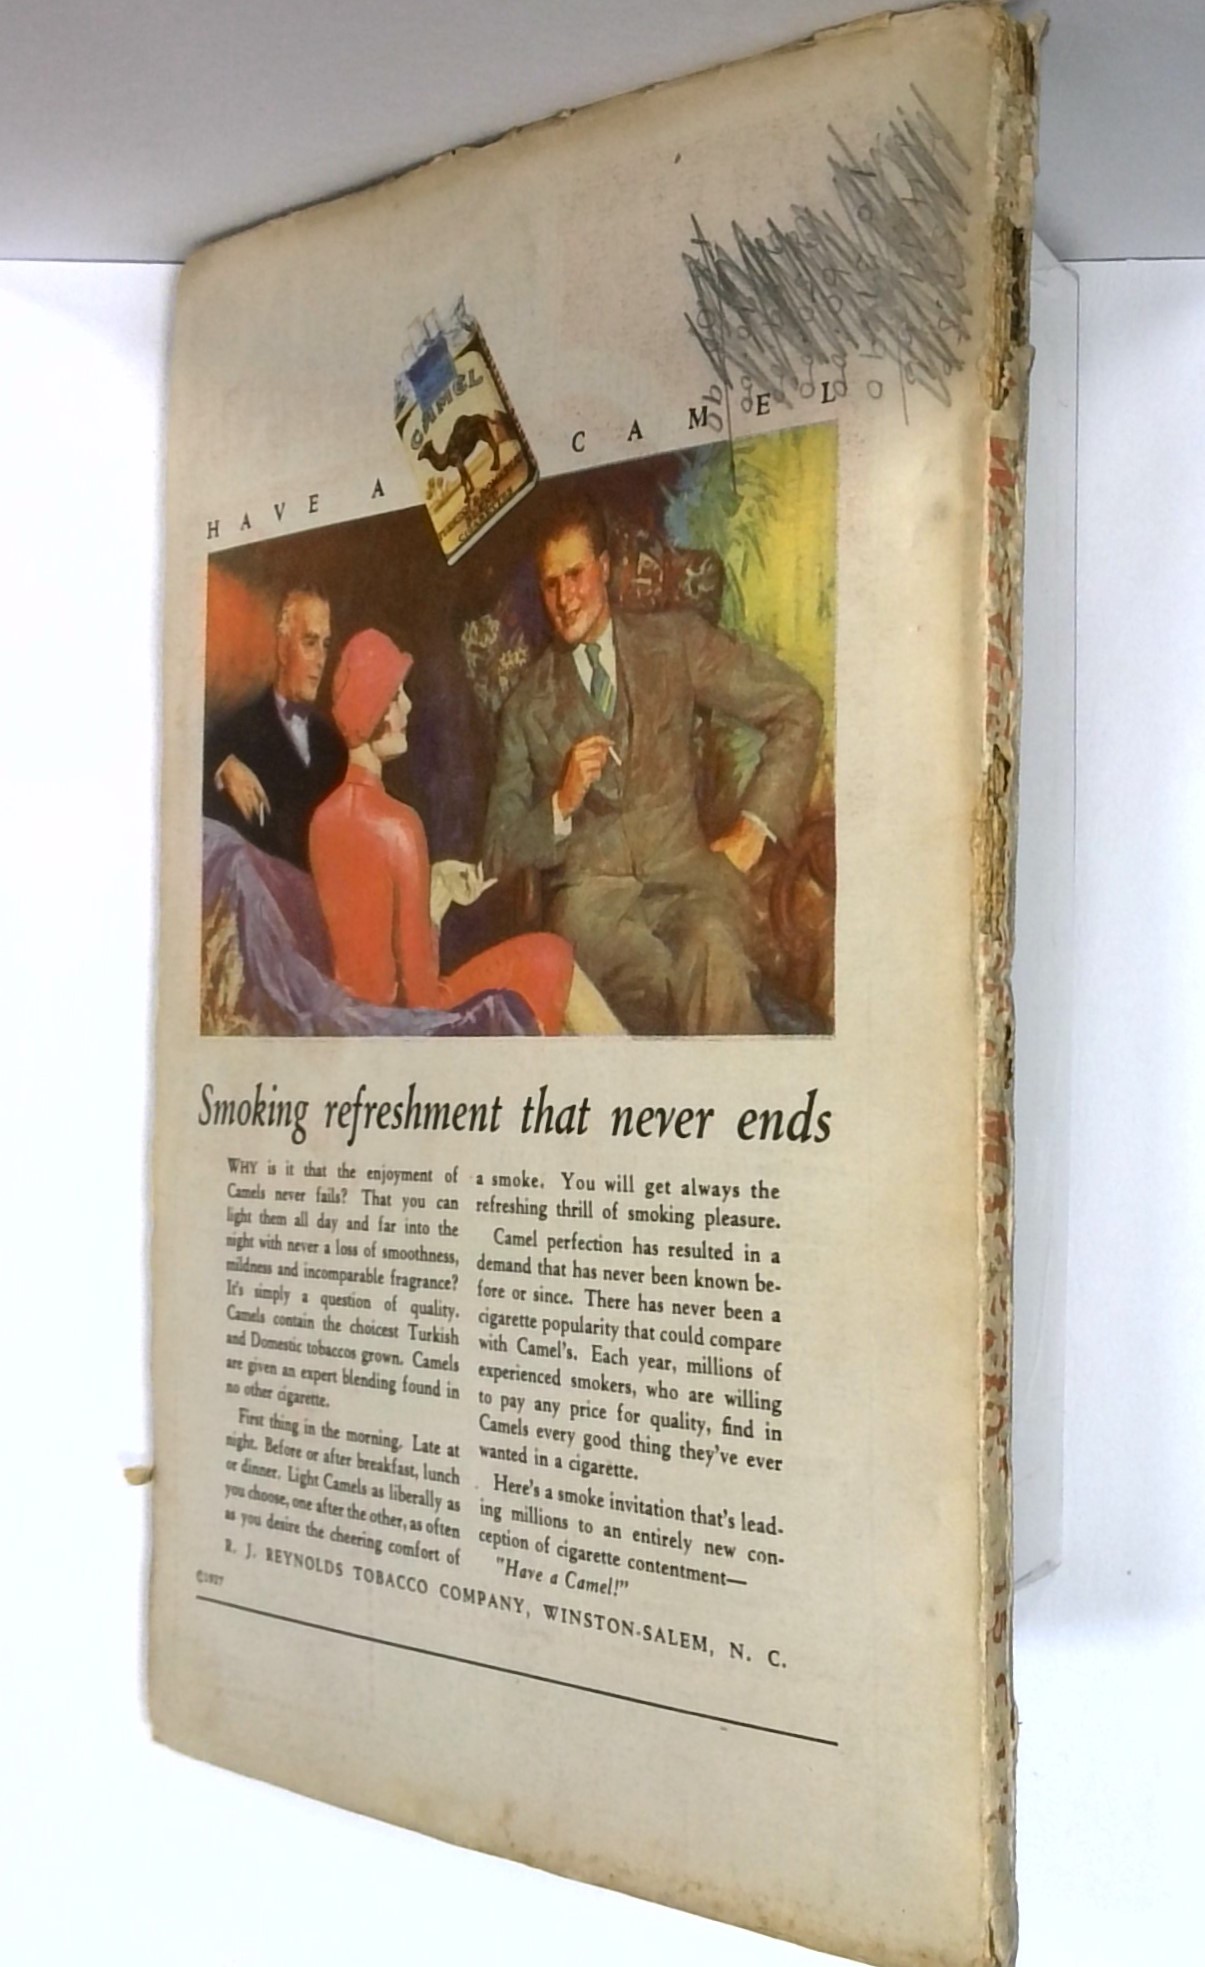 HAVE A CAMEL
CAMEL
Smoking refreshment that never ends
WHY is it that the enjoyment of
Camels never fails? That you can
light them all day and far into the
night with never a loss of smoothness,
mildness and incomparable fragrance?
It's simply a question of quality.
Camels contain the choicest Turkish
and Domestic tobaccos grown. Camels
are given an expert blending found in
no other cigarette.
First thing in the morning. Late at
night. Before or after breakfast, lunch
or dinner. Light Camels as liberally as
you choose, one after the other, as often
as you desire the cheering comfort of
a smoke. You will get always the
refreshing thrill of smoking pleasure.
Camel perfection has resulted in a
demand that has never been known be-
fore or since. There has never been a
cigarette popularity that could compare
with Camel's. Each year, millions of
experienced smokers, who are willing
to pay any price for quality, find in
Camels every good thing they've ever
wanted in a cigarette.
Here's a smoke invitation that's lead-
ing millions to an entirely new con-
ception of cigarette contentment—
"Have a Camel!"
R. J. REYNOLDS TOBACCO COMPANY, WINSTON-SALEM, N. C.
©1927